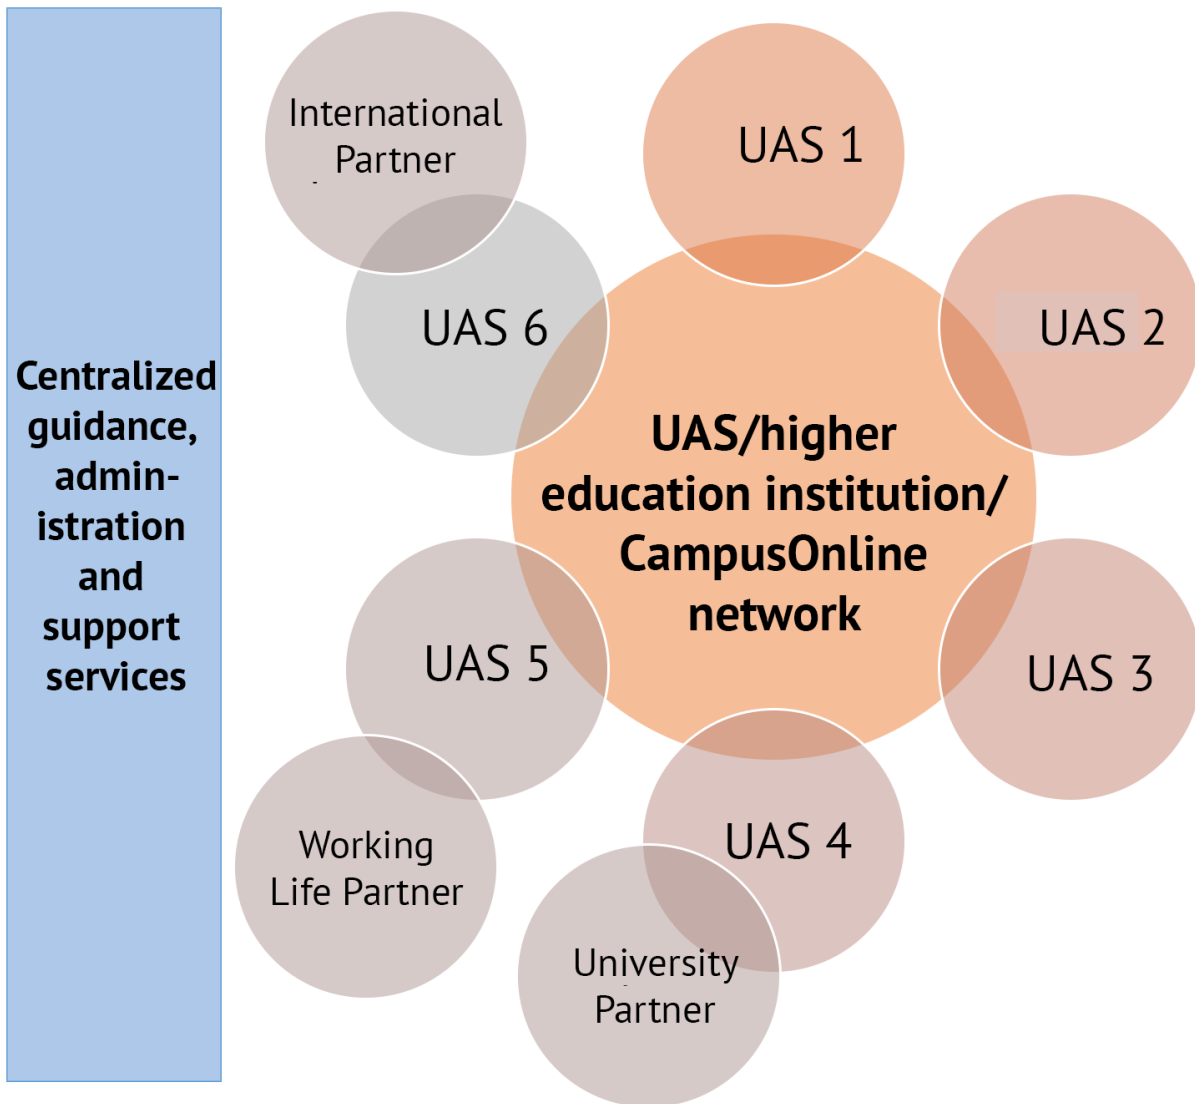 Centralized
guidance,
admin-
istration
and
support
services
International
Partner
UAS 1
UAS 2
UAS 6
UAS/higher
education institution/
CampusOnline
network
UAS 5
UAS 3
UAS 4
Working
Life Partner
University
Partner